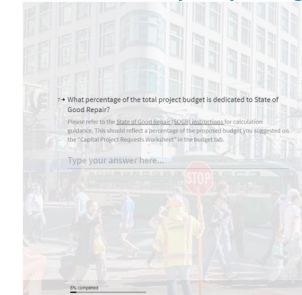 7→ What percentage of the total project budget is dedicated to State of
Good Repair?
Please refer to the State of Good Repair (SOGR) instructions for calculation
guidance. This should reflect a percentage of the proposed budget you suggested on
the "Capital Project Requests Worksheet" in the budget tab.
Type your answer here...
STOP